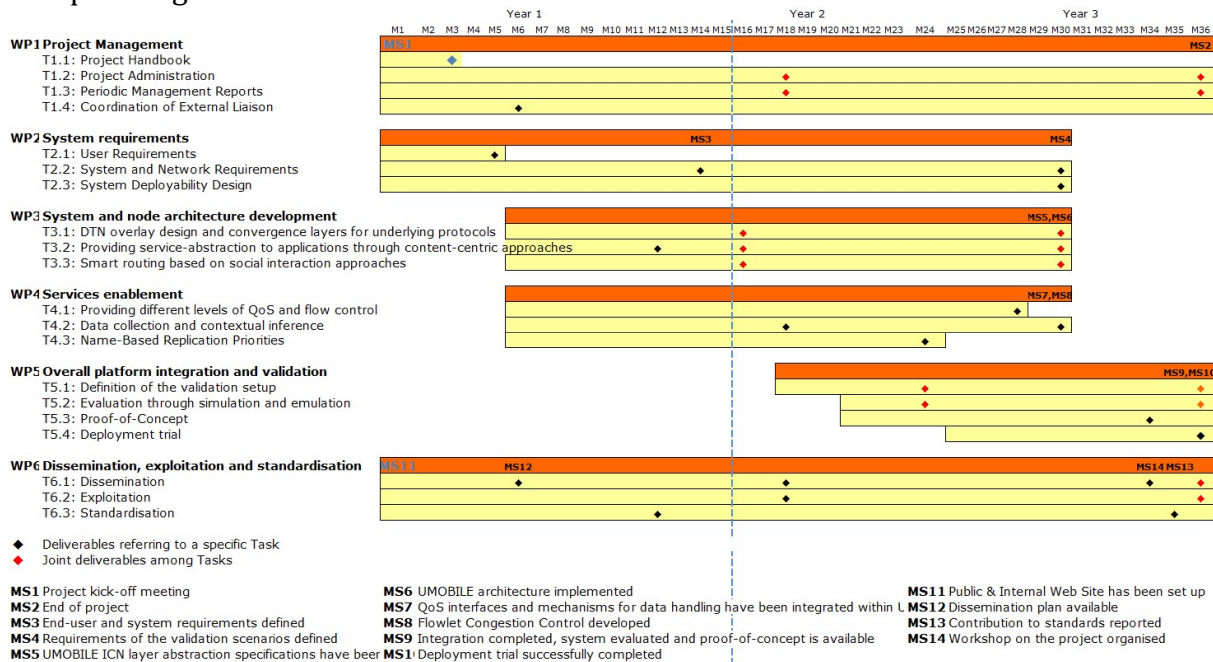 Year 1 Year 2 Year 3
M1 M2 M3 M4 M5 M6 M7 M8 M9 M10 M11 M12 M13 M14 M15 M16 M17 M18 M19 M20 M21 M22 M23 M24 M25 M26 M27 M28 M29 M30 M31 M32 M33 M34 M35 M36
WP1 Project Management MS1 MS2
T1.1: Project Handbook
T1.2: Project Administration
T1.3: Periodic Management Reports
T1.4: Coordination of External Liaison
WP2 System requirements MS3 MS4
T2.1: User Requirements
T2.2: System and Network Requirements
T2.3: System Deployability Design
WP3 System and node architecture development MS5,MS6
T3.1: DTN overlay design and convergence layers for underlying protocols
T3.2: Providing service-abstraction to applications through content-centric approaches
T3.3: Smart routing based on social interaction approaches
WP4 Services enablement MS7,MS8
T4.1: Providing different levels of QoS and flow control
T4.2: Data collection and contextual inference
T4.3: Name-Based Replication Priorities
WP5 Overall platform integration and validation MS9,MS10
T5.1: Definition of the validation setup
T5.2: Evaluation through simulation and emulation
T5.3: Proof-of-Concept
T5.4: Deployment trial
WP6 Dissemination, exploitation and standardisation MS11 MS12 MS14 MS13
T6.1: Dissemination
T6.2: Exploitation
T6.3: Standardisation
Deliverables referring to a specific Task
Joint deliverables among Tasks
MS1 Project kick-off meeting
MS2 End of project
MS3 End-user and system requirements defined
MS4 Requirements of the validation scenarios defined
MS5 UMOBILE ICN layer abstraction specifications have beer
MS6 UMOBILE architecture implemented
MS7 QoS interfaces and mechanisms for data handling have been integrated within U
MS8 Flowlet Congestion Control developed
MS9 Integration completed, system evaluated and proof-of-concept is available
MS1( Deployment trial successfully completed
MS11 Public & Internal Web Site has been set up
MS12 Dissemination plan available
MS13 Contribution to standards reported
MS14 Workshop on the project organised